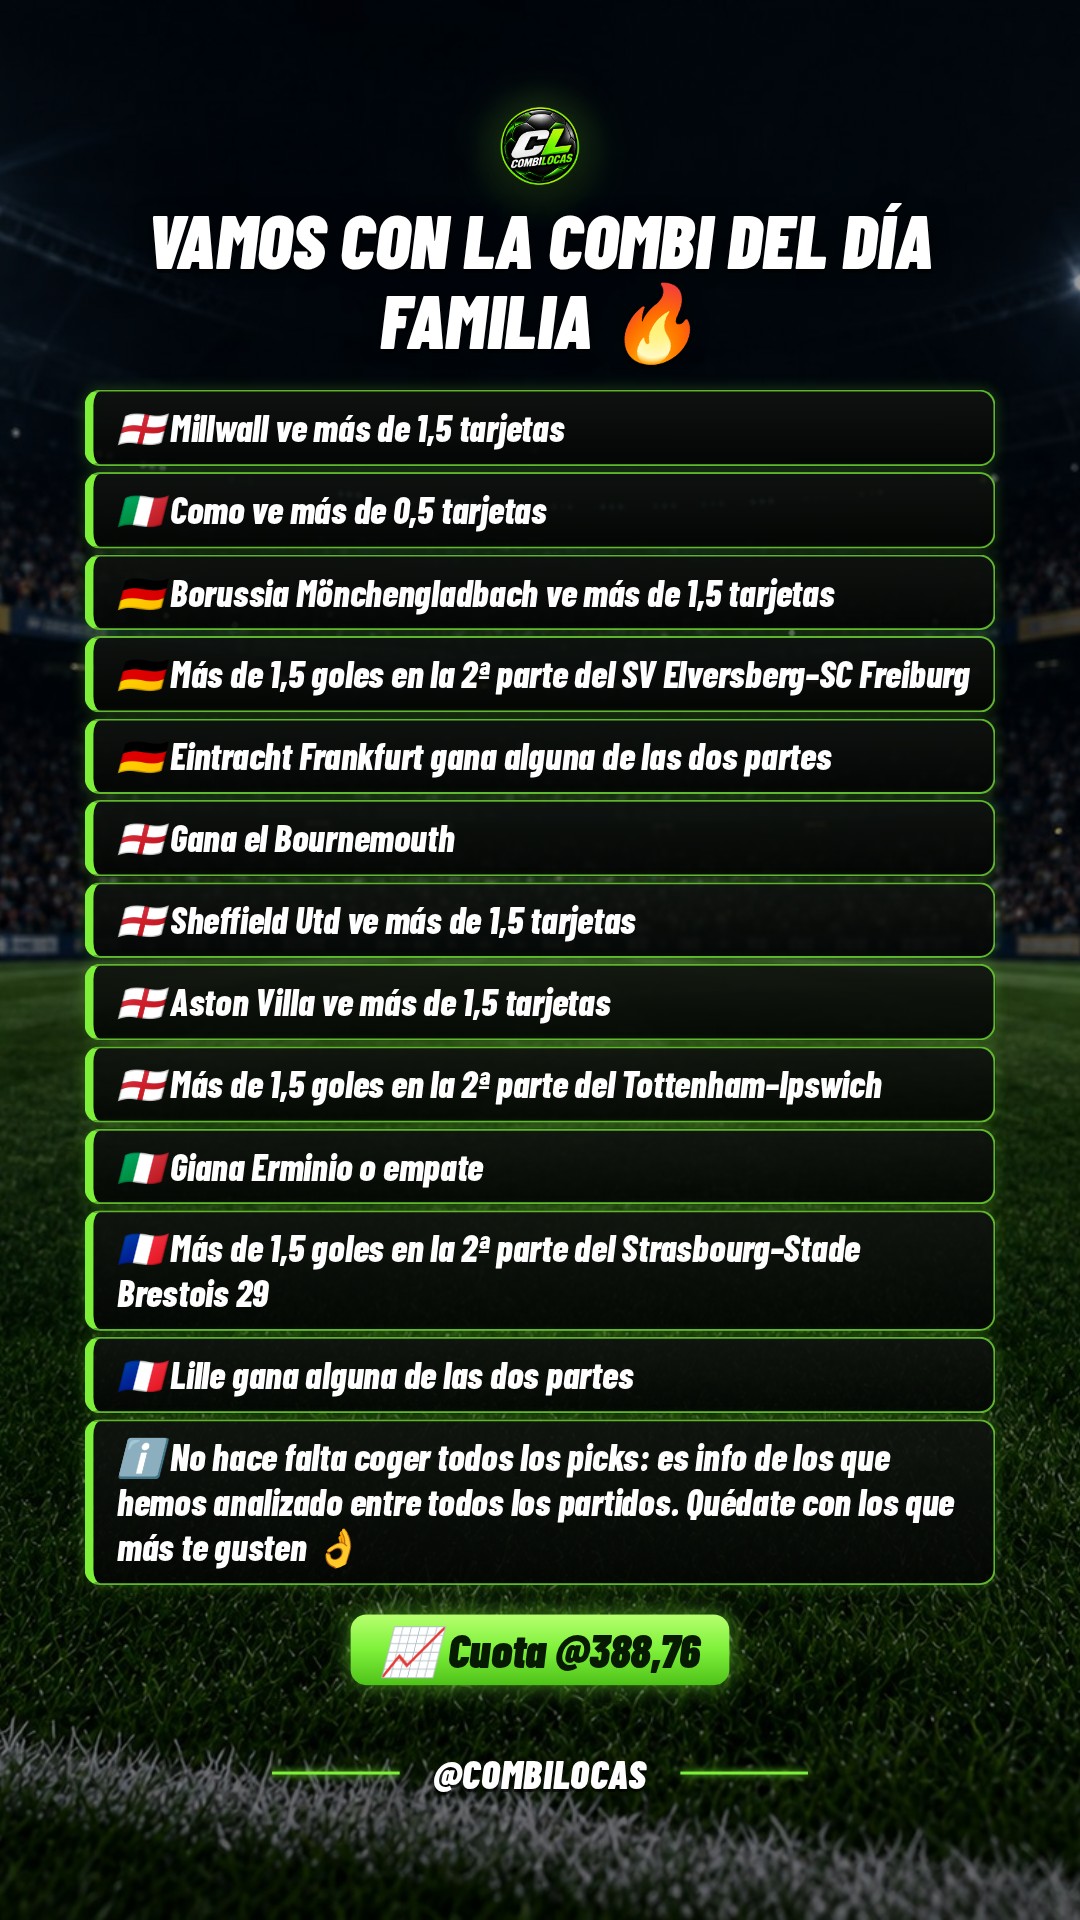 CL
COMBILOCAS
VAMOS CON LA COMBI DEL DÍA
FAMILIA 🔥
🏴󠁧󠁢󠁥󠁮󠁧󠁿Millwall ve más de 1,5 tarjetas
🇮🇹Como ve más de 0,5 tarjetas
🇩🇪Borussia Mönchengladbach ve más de 1,5 tarjetas
🇩🇪Más de 1,5 goles en la 2ª parte del SV Elversberg-SC Freiburg
🇩🇪Eintracht Frankfurt gana alguna de las dos partes
🏴󠁧󠁢󠁥󠁮󠁧󠁿Gana el Bournemouth
🏴󠁧󠁢󠁥󠁮󠁧󠁿Sheffield Utd ve más de 1,5 tarjetas
🏴󠁧󠁢󠁥󠁮󠁧󠁿Aston Villa ve más de 1,5 tarjetas
🏴󠁧󠁢󠁥󠁮󠁧󠁿Más de 1,5 goles en la 2ª parte del Tottenham-Ipswich
🇮🇹Giana Erminio o empate
🇫🇷Más de 1,5 goles en la 2ª parte del Strasbourg-Stade
Brestois 29
🇫🇷Lille gana alguna de las dos partes
ℹ️No hace falta coger todos los picks: es info de los que
hemos analizado entre todos los partidos. Quédate con los que
más te gusten 👌
📈Cuota @388,76
@COMBILOCAS